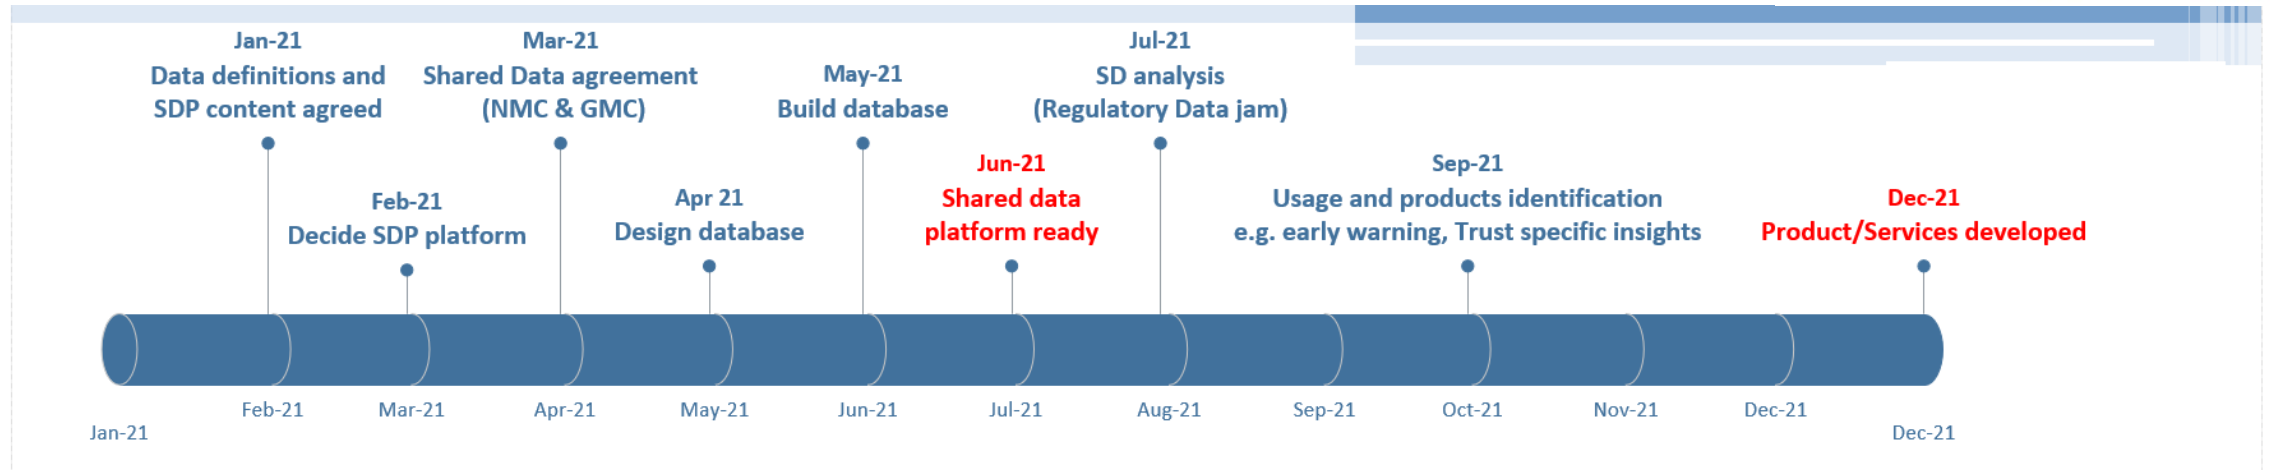 Jan-21
Data definitions and
SDP content agreed
Mar-21
Shared Data agreement
(NMC & GMC)
May-21
Build database
Jul-21
SD analysis
(Regulatory Data jam)
Feb-21
Decide SDP platform
Apr 21
Design database
Jun-21
Shared data
platform ready
Sep-21
Usage and products identification
e.g. early warning, Trust specific insights
Dec-21
Product/Services developed
Jan-21
Feb-21
Mar-21
Apr-21
May-21
Jun-21
Jul-21
Aug-21
Sep-21
Oct-21
Nov-21
Dec-21
Dec-21